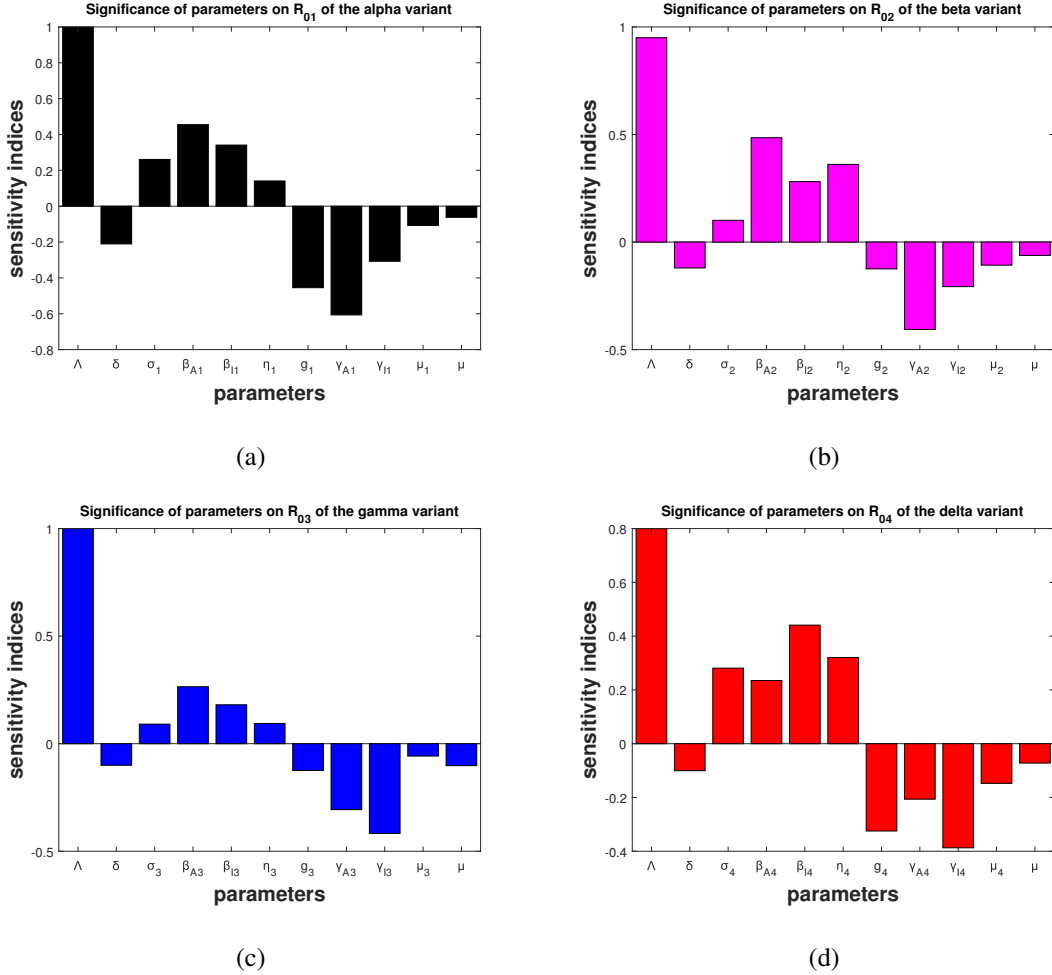 Significance of parameters on R01 of the alpha variant
1
0.8
0.6
0.4
0.2
0
-0.2
-0.4
-0.6
-0.8
sensitivity indices
Λ δ σ1 βA1 βI1 η1 g1 γA1 γI1 μ1 μ
parameters
(a)
Significance of parameters on R02 of the beta variant
1
0.5
0
-0.5
sensitivity indices
Λ δ σ2 βA2 βI2 η2 g2 γA2 γI2 μ2 μ
parameters
(b)
Significance of parameters on R03 of the gamma variant
1
0.5
0
-0.5
sensitivity indices
Λ δ σ3 βA3 βI3 η3 g3 γA3 γI3 μ3 μ
parameters
(c)
Significance of parameters on R04 of the delta variant
0.8
0.6
0.4
0.2
0
-0.2
-0.4
sensitivity indices
Λ δ σ4 βA4 βI4 η4 g4 γA4 γI4 μ4 μ
parameters
(d)